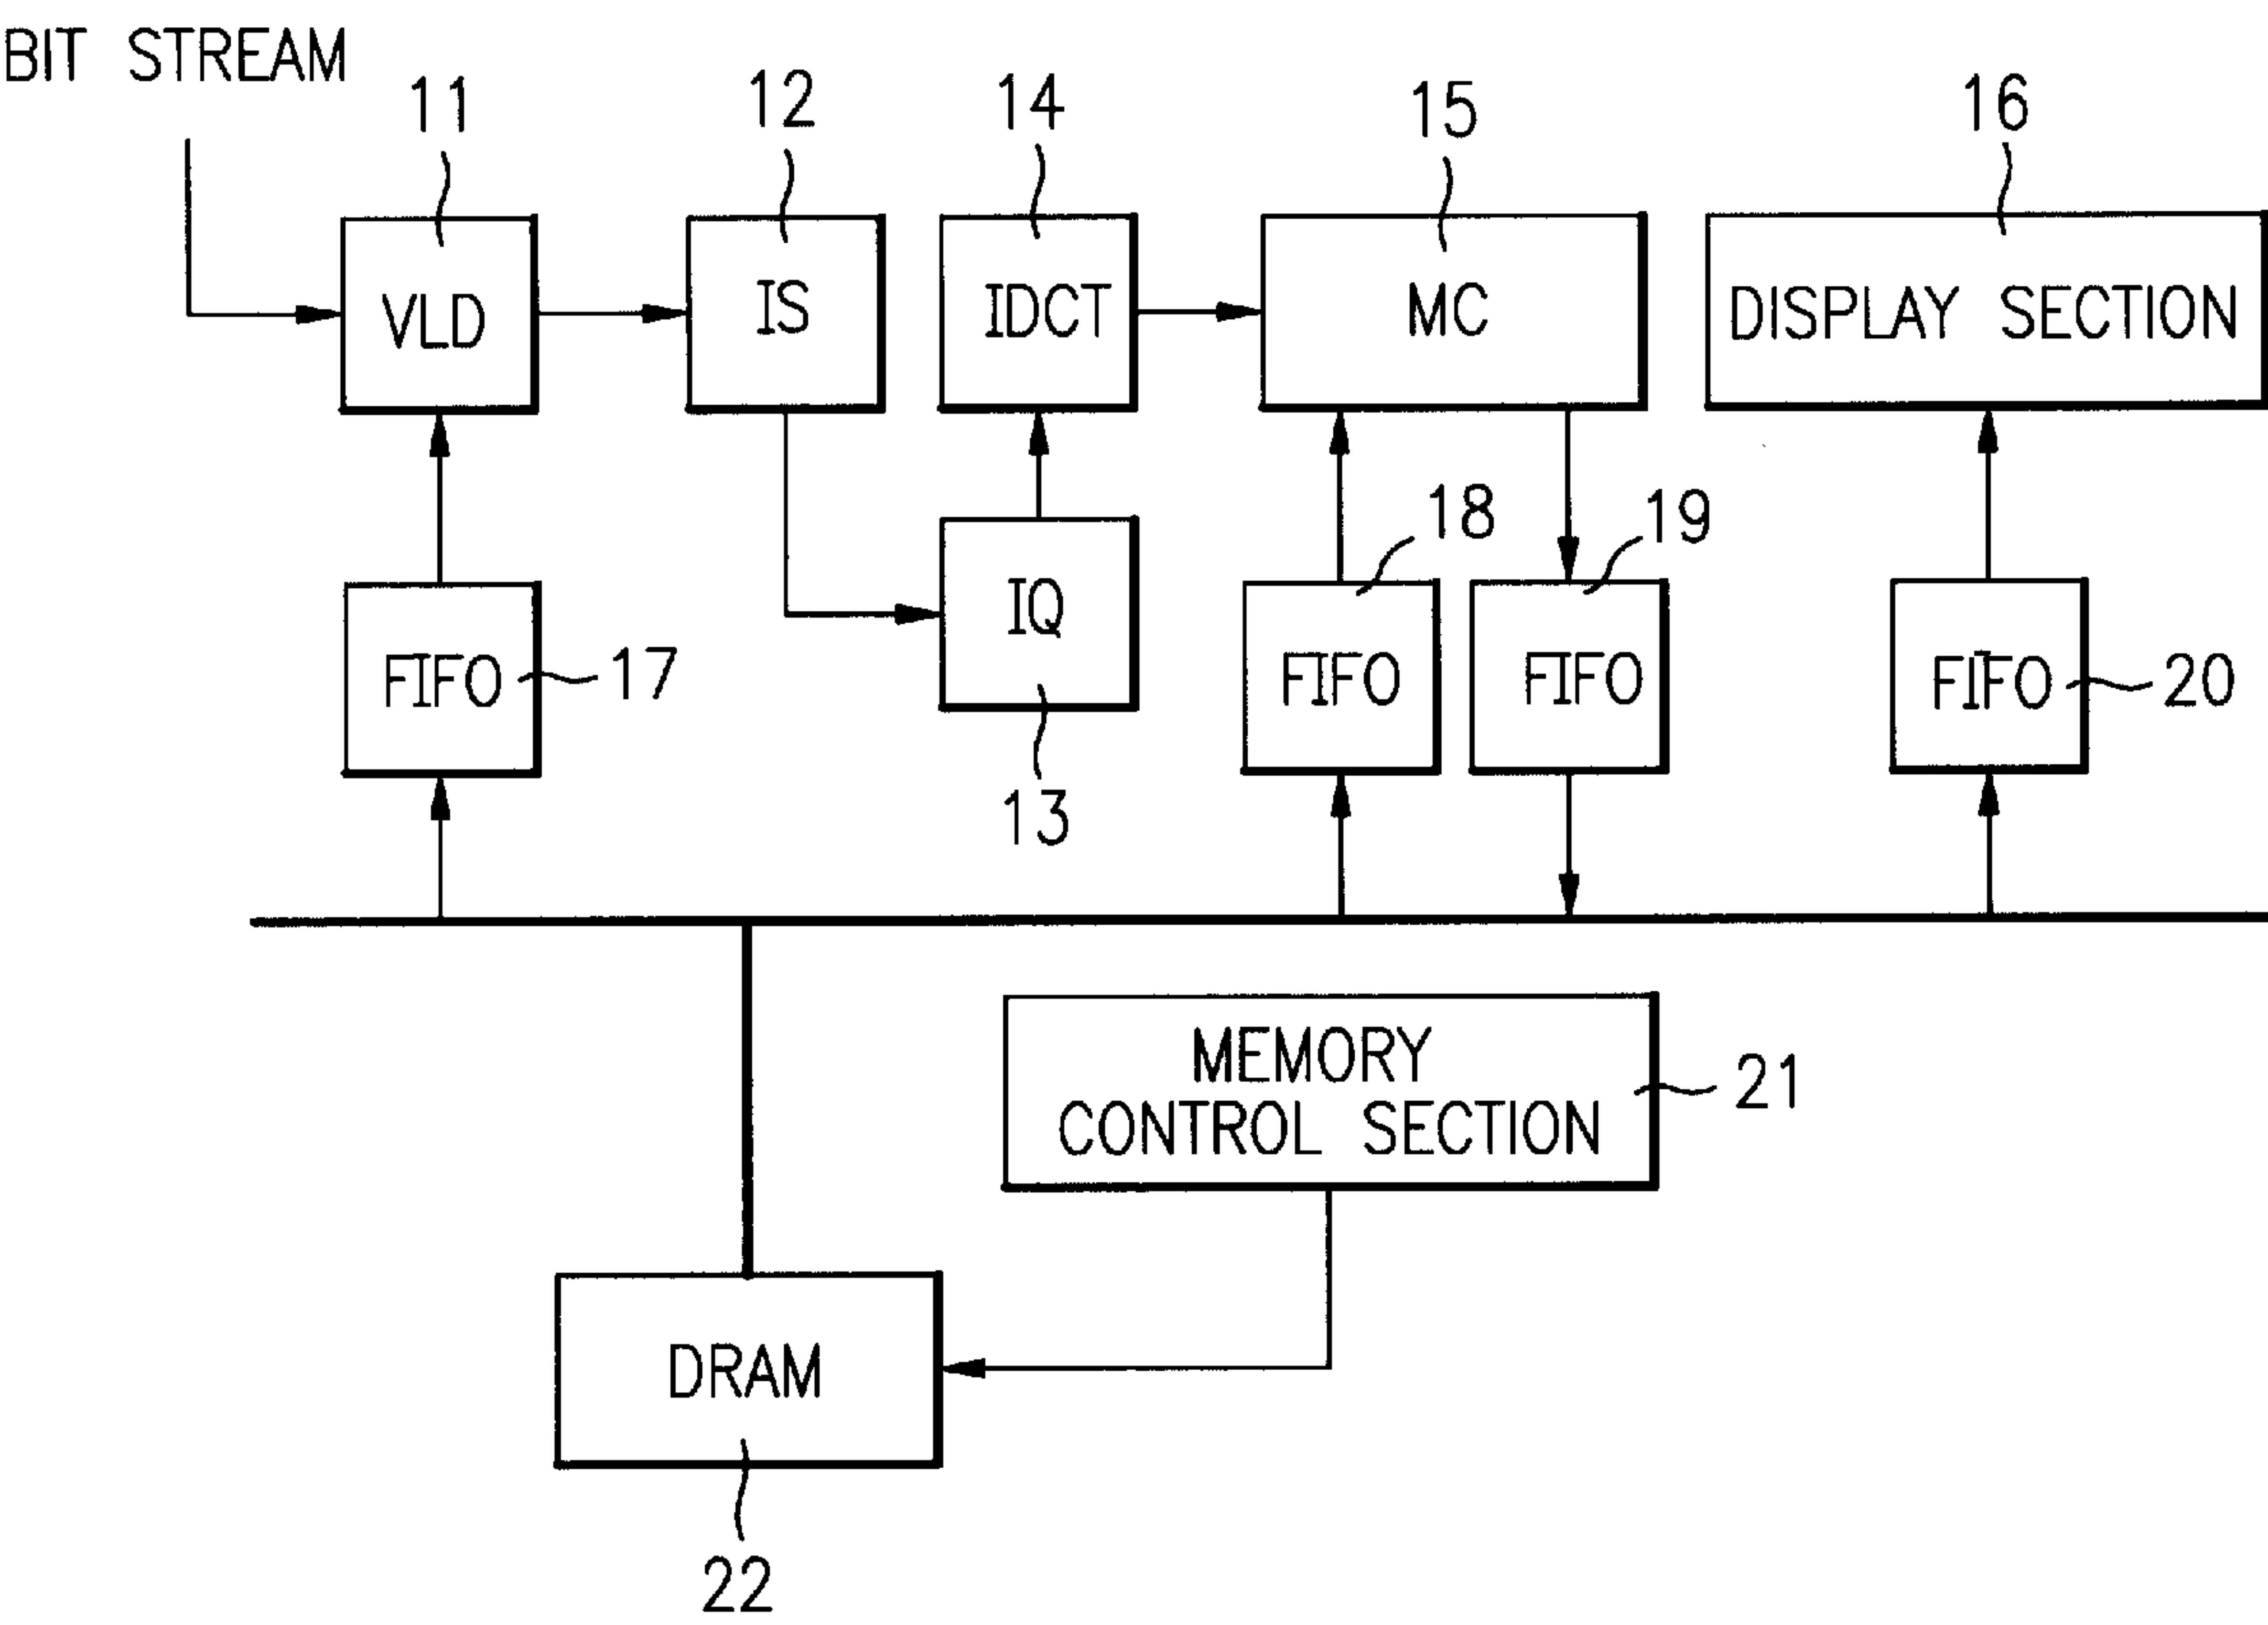 BIT STREAM
11
12
14
15
16
VLD
IS
IDCT
MC
DISPLAY SECTION
18
19
FIFO
17
IQ
FIFO
FIFO
FIFO
20
13
MEMORY
CONTROL SECTION
21
DRAM
22